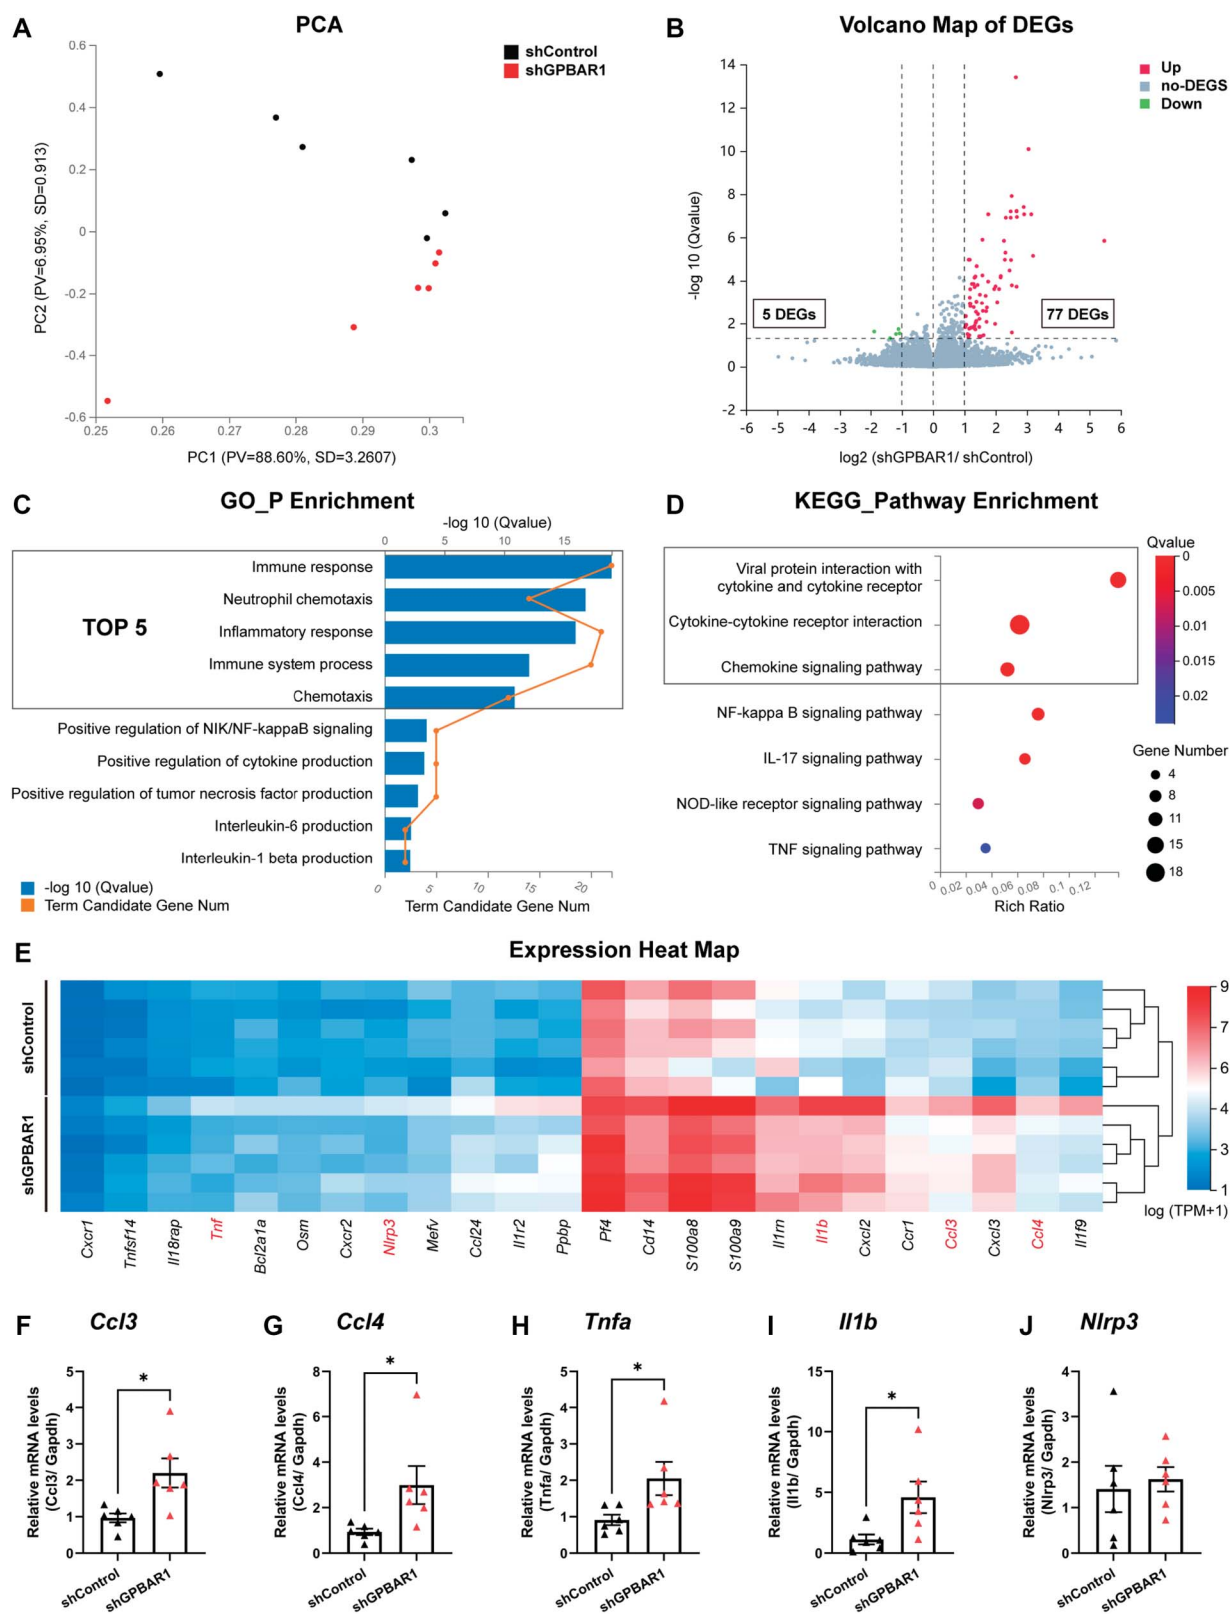 A
PCA
shControl
shGPBAR1
0.6
0.4
0.2
0
-0.2
-0.4
-0.6
PC2 (PV=6.95%, SD=0.913)
0.25
0.26
0.27
0.28
0.29
0.3
PC1 (PV=88.60%, SD=3.2607)
B
Volcano Map of DEGs
Up
no-DEGS
Down
14
12
10
8
6
4
2
0
-2
-log 10 (Qvalue)
5 DEGs
77 DEGs
-6
-5
-4
-3
-2
-1
0
1
2
3
4
5
6
log2 (shGPBAR1/ shControl)
C
GO_P Enrichment
-log 10 (Qvalue)
0
5
10
15
TOP 5
Immune response
Neutrophil chemotaxis
Inflammatory response
Immune system process
Chemotaxis
Positive regulation of NIK/NF-kappaB signaling
Positive regulation of cytokine production
Positive regulation of tumor necrosis factor production
Interleukin-6 production
Interleukin-1 beta production
0
5
10
15
20
-log 10 (Qvalue)
Term Candidate Gene Num
Term Candidate Gene Num
D
KEGG_Pathway Enrichment
Viral protein interaction with
cytokine and cytokine receptor
Cytokine-cytokine receptor interaction
Chemokine signaling pathway
NF-kappa B signaling pathway
IL-17 signaling pathway
NOD-like receptor signaling pathway
TNF signaling pathway
0
0.02
0.04
0.06
0.08
0.1
0.12
Rich Ratio
Qvalue
0
0.005
0.01
0.015
0.02
Gene Number
4
8
11
15
18
E
Expression Heat Map
shControl
shGPBAR1
9
7
6
4
3
1
log (TPM+1)
Cxcr1
Tnfsf14
Il18rap
Tnf
Bcl2a1a
Osm
Cxcr2
Nlrp3
Mefv
Ccl24
Il1r2
Ppbp
Pf4
Cd14
S100a8
S100a9
Il1rn
Il1b
Cxcl2
Ccr1
Ccl3
Cxcl3
Ccl4
Il1f9
F
Ccl3
Relative mRNA levels
(Ccl3/ Gapdh)
5
4
3
2
1
0
*
shControl
shGPBAR1
G
Ccl4
Relative mRNA levels
(Ccl4/ Gapdh)
8
6
4
2
0
*
shControl
shGPBAR1
H
Tnfa
Relative mRNA levels
(Tnfa/ Gapdh)
5
4
3
2
1
0
*
shControl
shGPBAR1
I
Il1b
Relative mRNA levels
(Il1b/ Gapdh)
15
10
5
0
*
shControl
shGPBAR1
J
Nlrp3
Relative mRNA levels
(Nlrp3/ Gapdh)
4
3
2
1
0
shControl
shGPBAR1